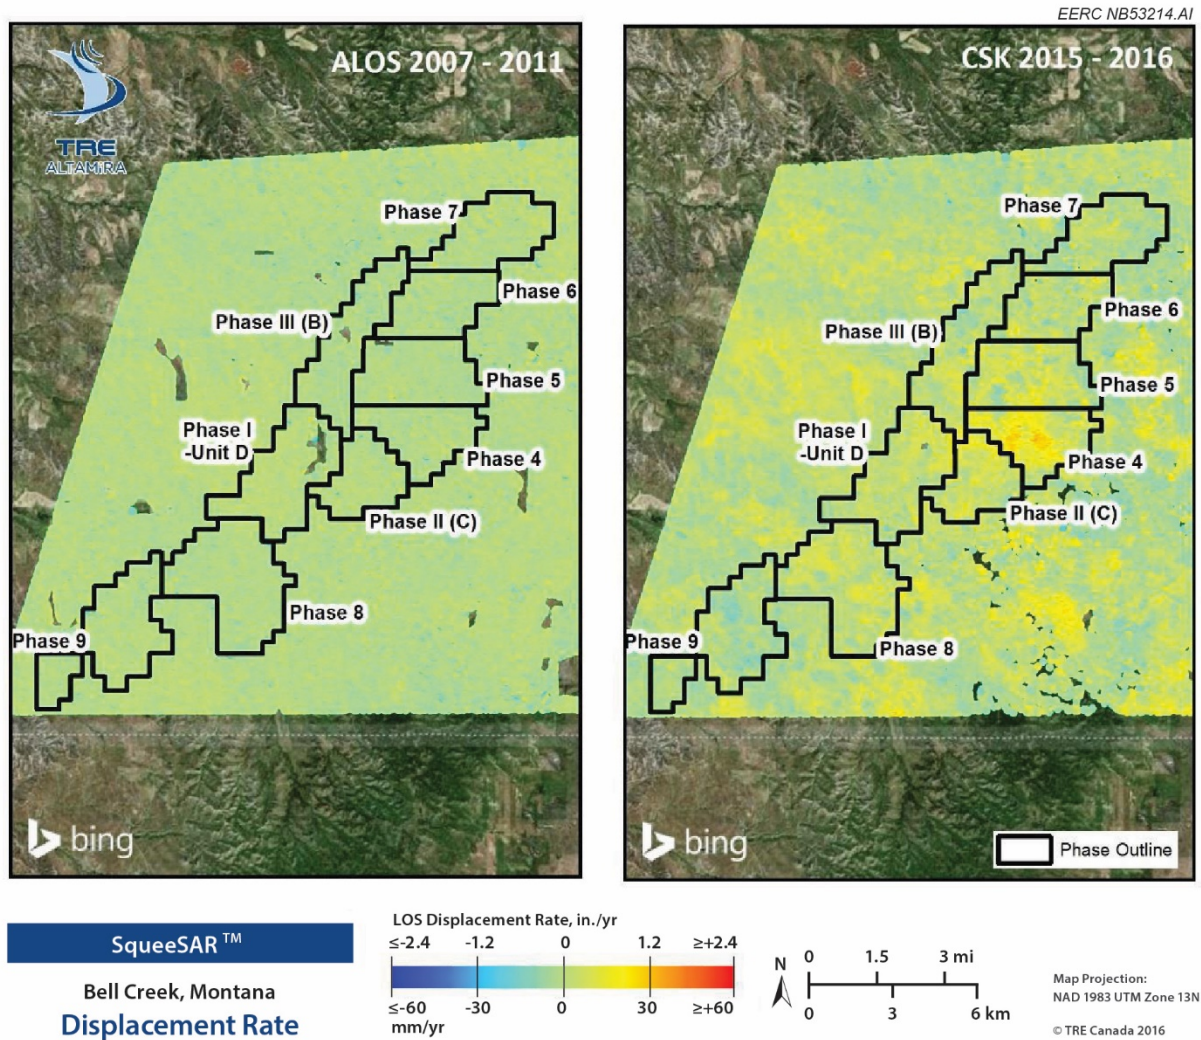 EERC NB53214.AI
ALOS 2007 - 2011
TRE
ALTAMIRA
Phase 7
Phase 6
Phase III (B)
Phase 5
Phase I
-Unit D
Phase 4
Phase II (C)
Phase 8
Phase 9
bing
CSK 2015 - 2016
Phase 7
Phase 6
Phase III (B)
Phase 5
Phase I
-Unit D
Phase 4
Phase II (C)
Phase 9
Phase 8
bing
Phase Outline
SqueeSAR™
Bell Creek, Montana
Displacement Rate
LOS Displacement Rate, in./yr
≤-2.4 -1.2 0 1.2 ≥+2.4
≤-60 -30 0 30 ≥+60
mm/yr
N
0 1.5 3 mi
0 3 6 km
Map Projection:
NAD 1983 UTM Zone 13N
© TRE Canada 2016